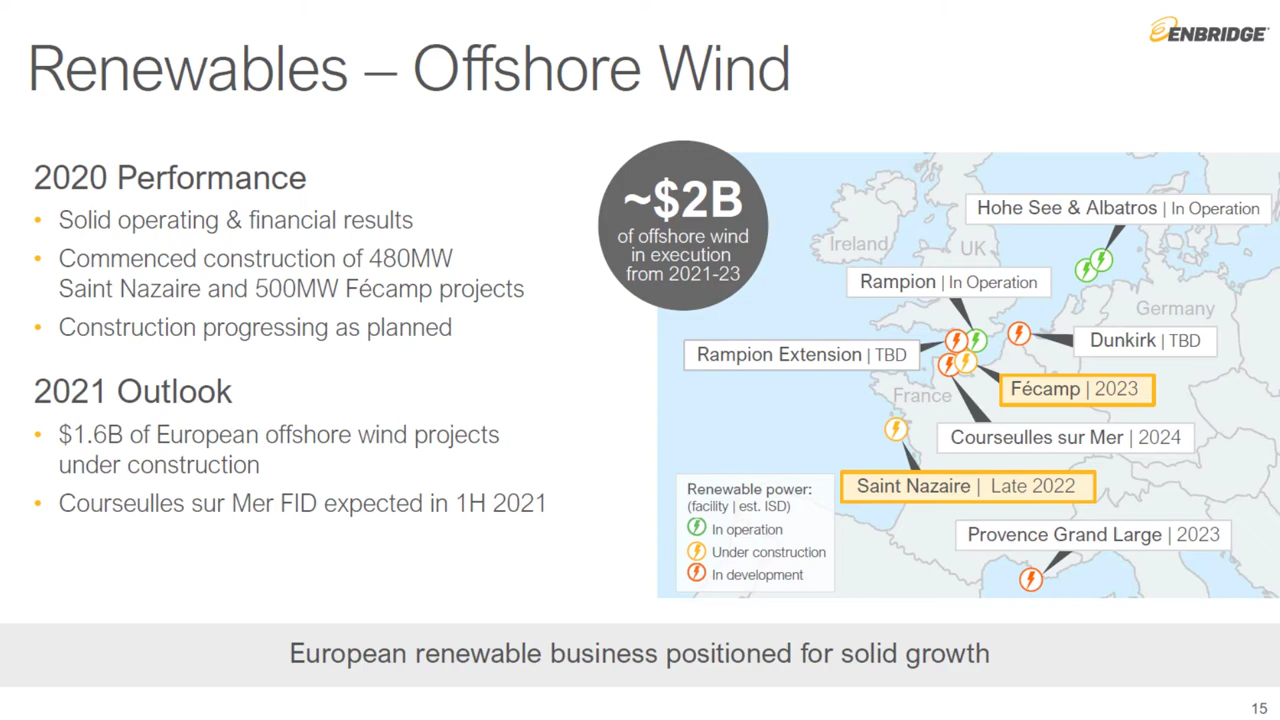 ENBRIDGE
Renewables – Offshore Wind
2020 Performance
• Solid operating & financial results
• Commenced construction of 480MW
Saint Nazaire and 500MW Fécamp projects
• Construction progressing as planned
2021 Outlook
• $1.6B of European offshore wind projects
under construction
• Courseulles sur Mer FID expected in 1H 2021
~$2B
of offshore wind
in execution
from 2021-23
Hohe See & Albatros | In Operation
Ireland
UK
Rampion | In Operation
Germany
Dunkirk | TBD
Rampion Extension | TBD
Fécamp | 2023
France
Courseulles sur Mer | 2024
Saint Nazaire | Late 2022
Provence Grand Large | 2023
Renewable power:
(facility | est. ISD)
In operation
Under construction
In development
European renewable business positioned for solid growth
15